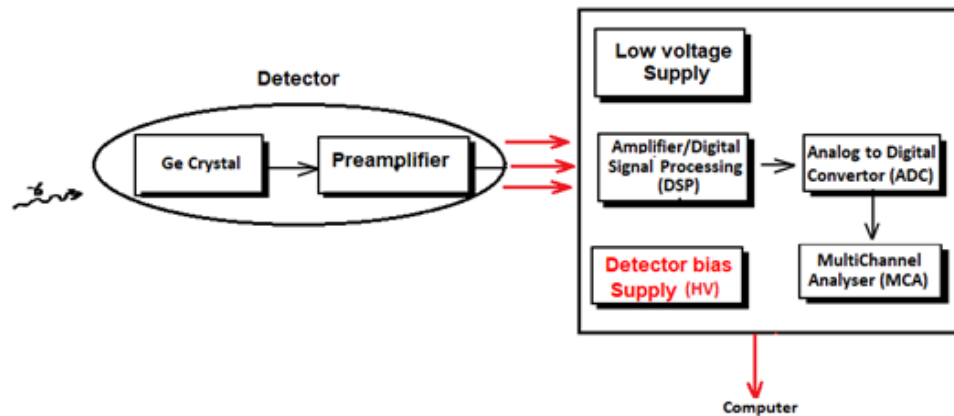 Detector
Ge Crystal
Preamplifier
Low voltage
Supply
Amplifier/Digital
Signal Processing
(DSP)
Analog to Digital
Convertor (ADC)
Detector bias
Supply (HV)
MultiChannel
Analyser (MCA)
Computer